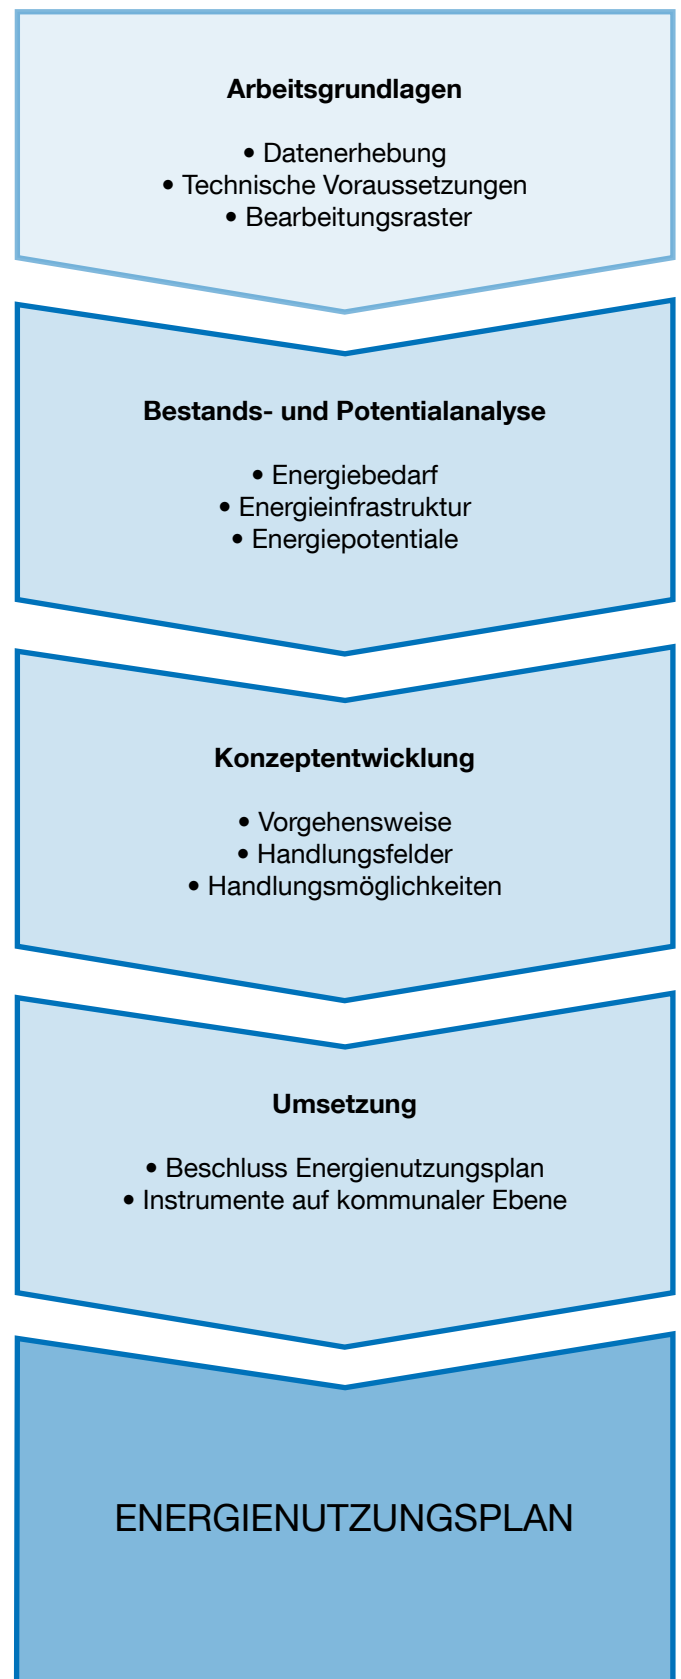 Arbeitsgrundlagen
• Datenerhebung
• Technische Voraussetzungen
• Bearbeitungsraster
Bestands- und Potentialanalyse
• Energiebedarf
• Energieinfrastruktur
• Energiepotentiale
Konzeptentwicklung
• Vorgehensweise
• Handlungsfelder
• Handlungsmöglichkeiten
Umsetzung
• Beschluss Energienutzungsplan
• Instrumente auf kommunaler Ebene
ENERGIENUTZUNGSPLAN